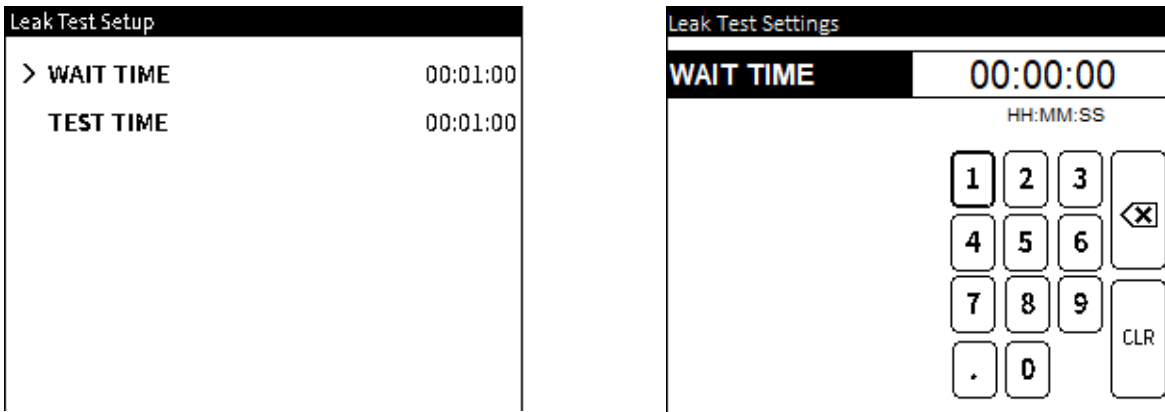 Leak Test Setup
> WAIT TIME 00:01:00
TEST TIME 00:01:00
Leak Test Settings
WAIT TIME 00:00:00
HH:MM:SS
1 2 3
4 5 6
7 8 9
CLR
. 0